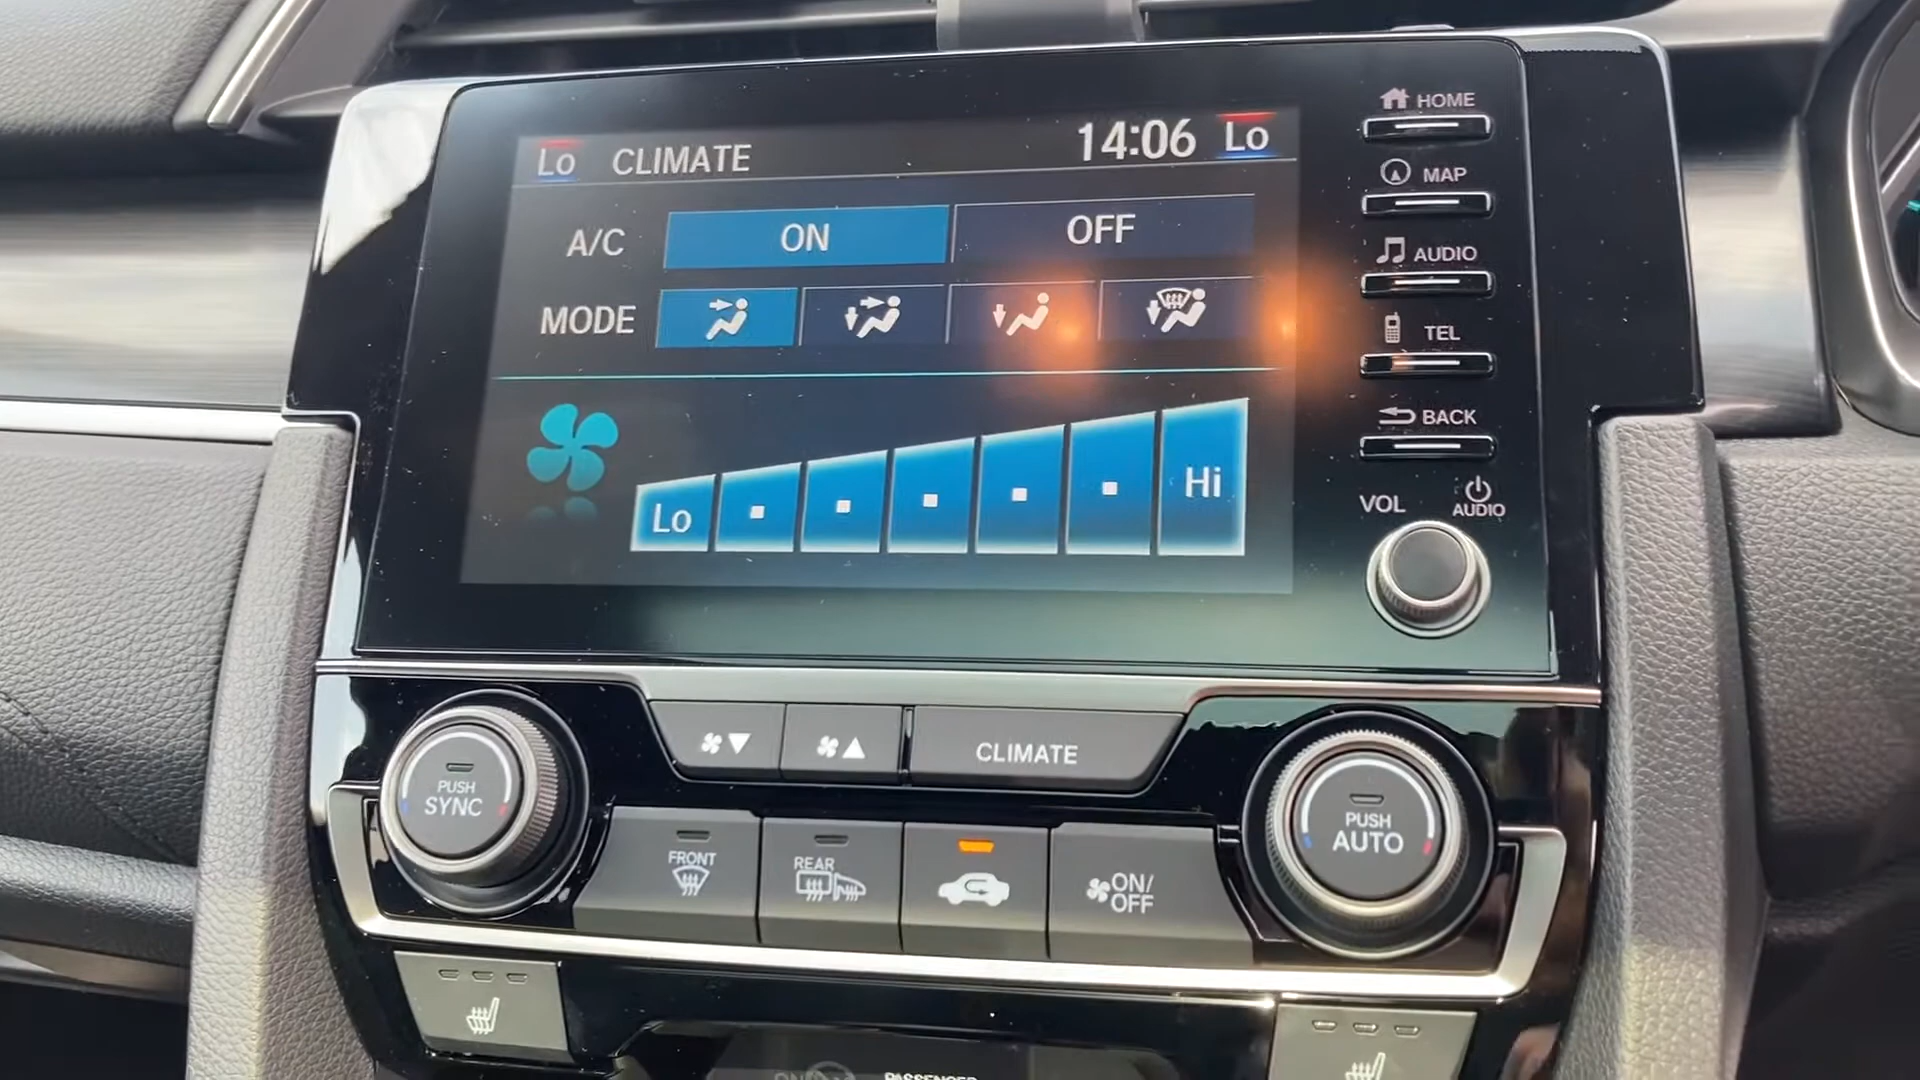 Lo CLIMATE 14:06 Lo
A/C ON OFF
MODE
Lo Hi
HOME
MAP
AUDIO
TEL
BACK
VOL AUDIO
CLIMATE
PUSH
SYNC
FRONT
REAR
ON/
OFF
PUSH
AUTO
PASSENGER